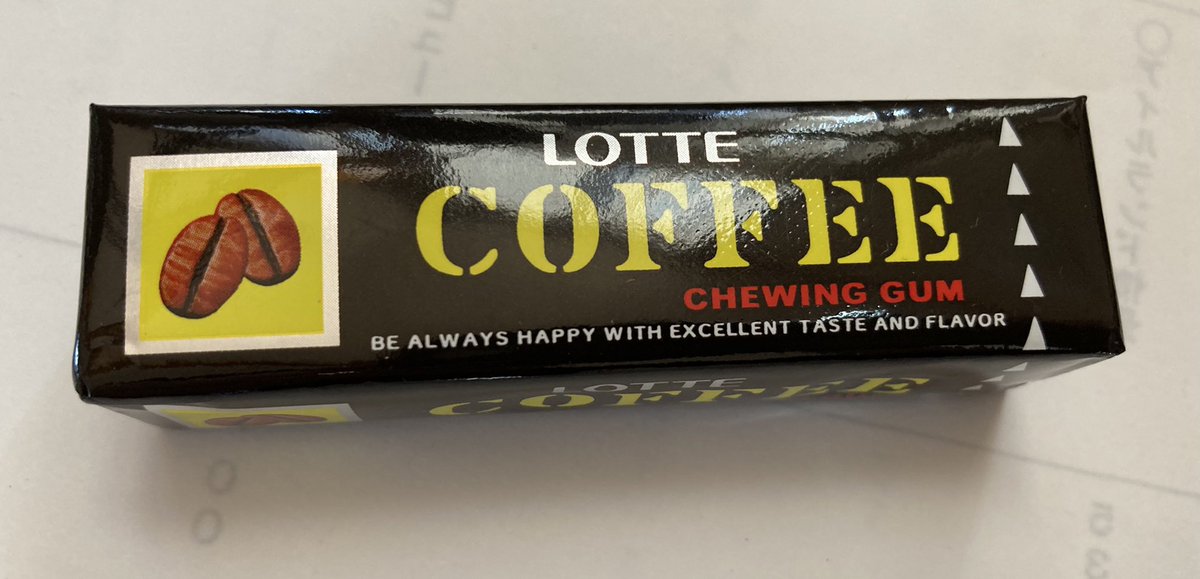 LOTTE
COFFEE
CHEWING GUM
BE ALWAYS HAPPY WITH EXCELLENT TASTE AND FLAVOR
LOTTE
COFFEE